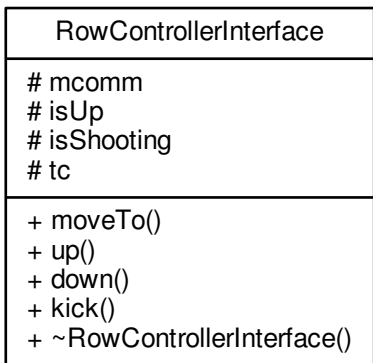 RowControllerInterface
# mcomm
# isUp
# isShooting
# tc
+ moveTo()
+ up()
+ down()
+ kick()
+ ~RowControllerInterface()